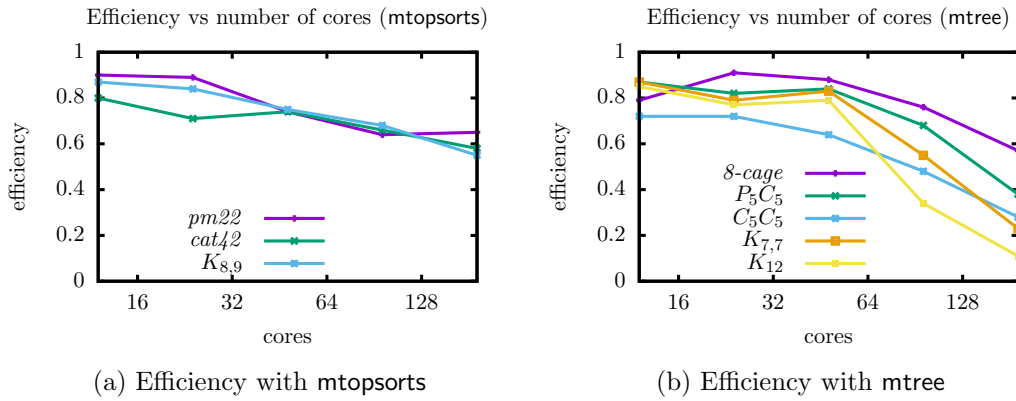 Efficiency vs number of cores (mtopsorts)
1
0.8
0.6
0.4
0.2
0
efficiency
pm22
cat42
K8,9
16 32 64 128
cores
(a) Efficiency with mtopsorts
Efficiency vs number of cores (mtree)
1
0.8
0.6
0.4
0.2
0
efficiency
8-cage
P5C5
C5C5
K7,7
K12
16 32 64 128
cores
(b) Efficiency with mtree